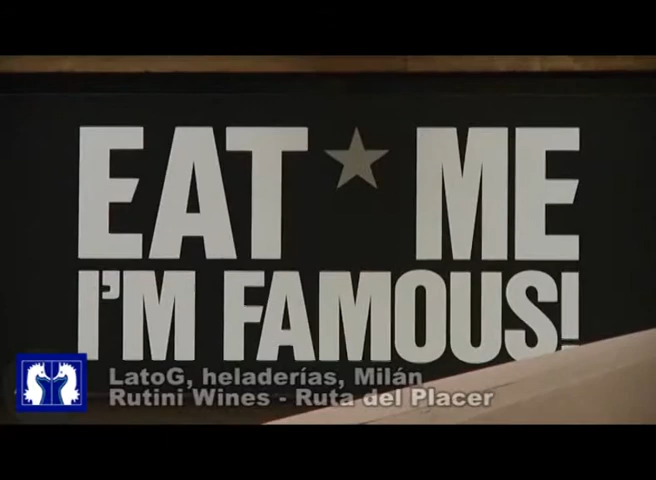 EAT ★ ME
I'M FAMOUS!
LatoG, heladerías, Milán
Rutini Wines - Ruta del Placer